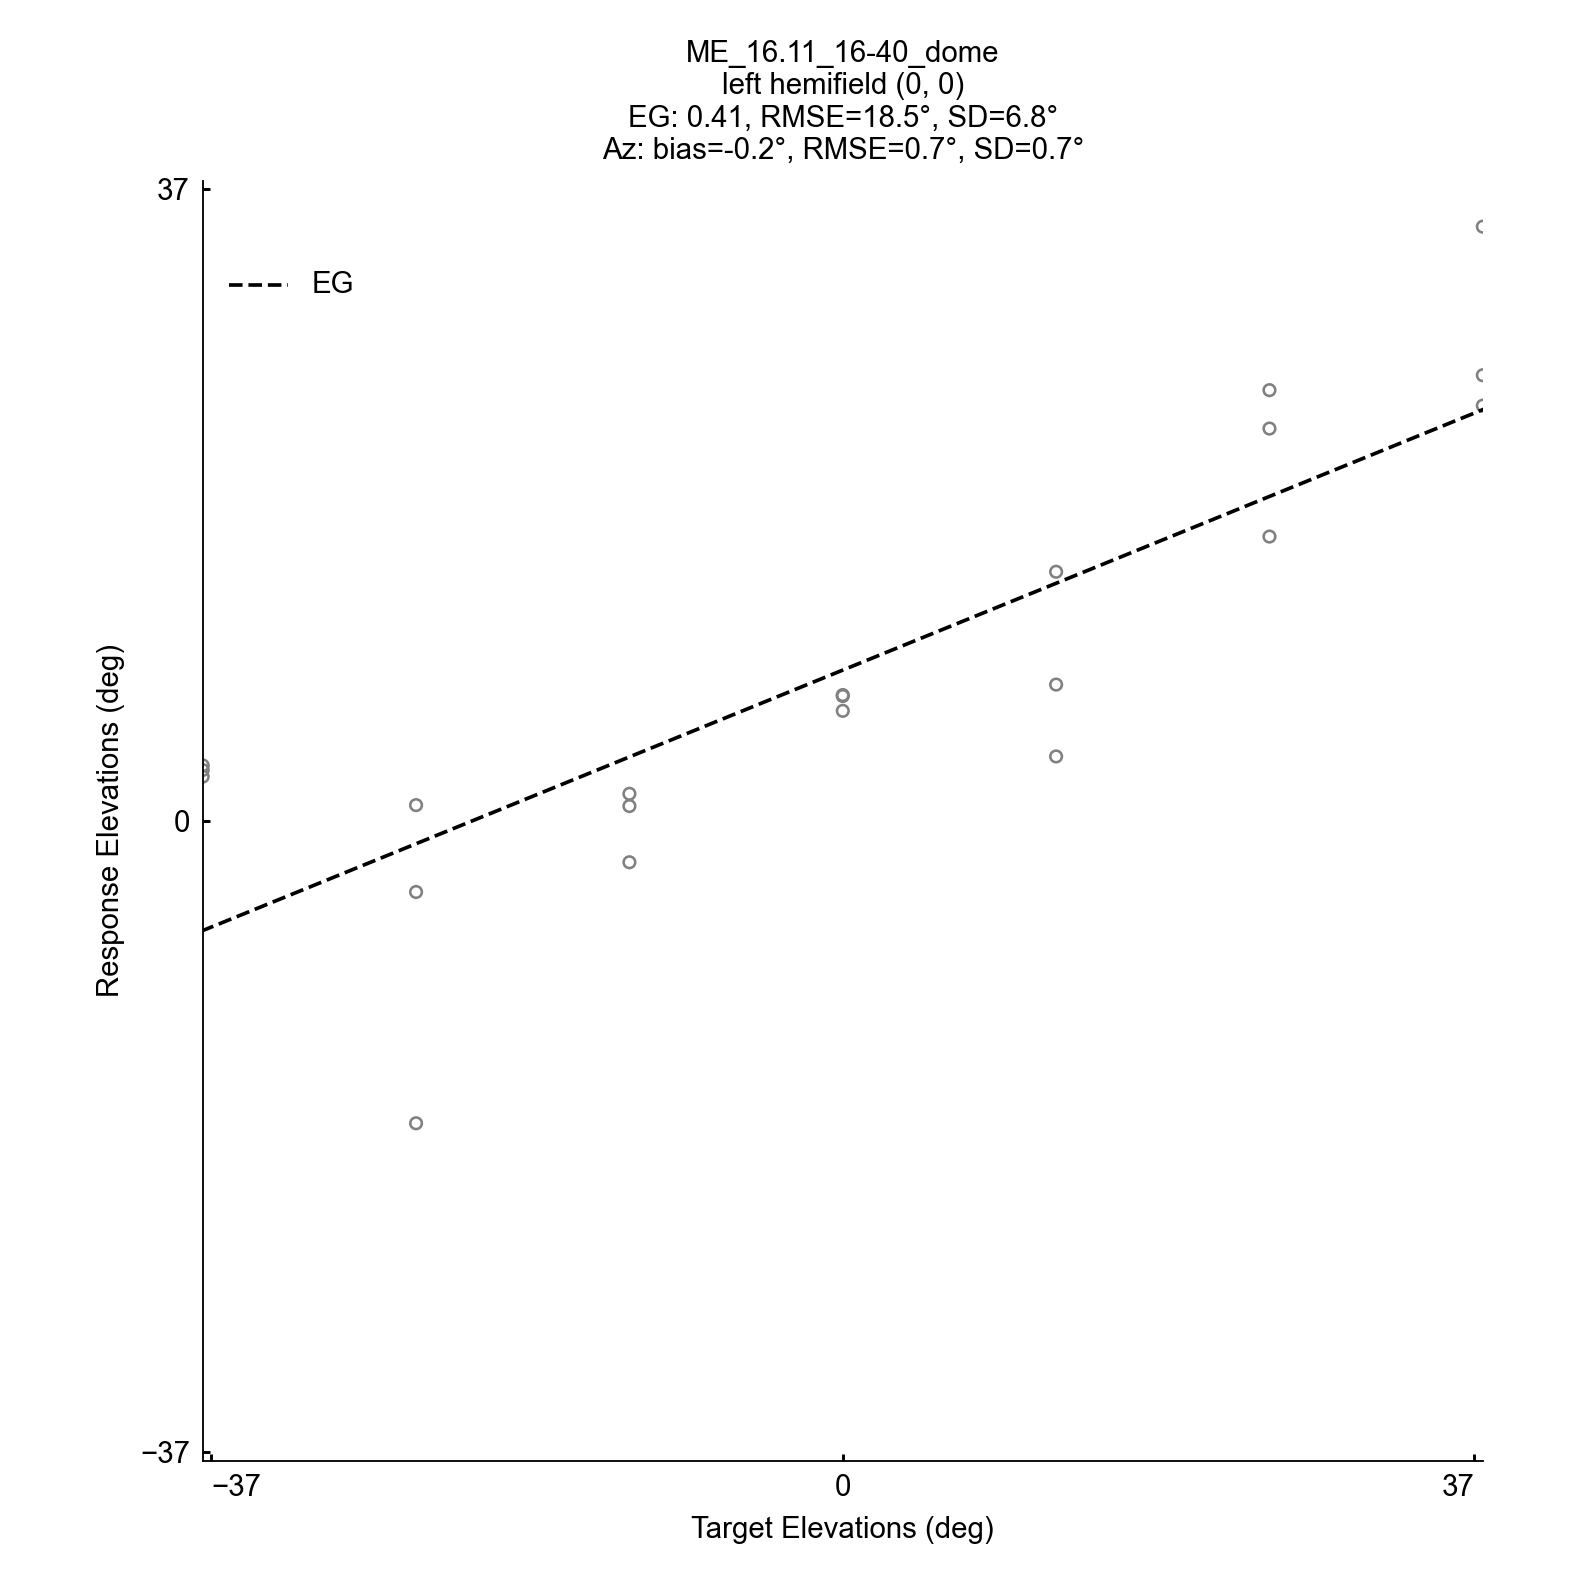 ME_16.11_16-40_dome
left hemifield (0, 0)
EG: 0.41, RMSE=18.5°, SD=6.8°
Az: bias=-0.2°, RMSE=0.7°, SD=0.7°
37
EG
Response Elevations (deg)
0
−37
−37 0 37
Target Elevations (deg)